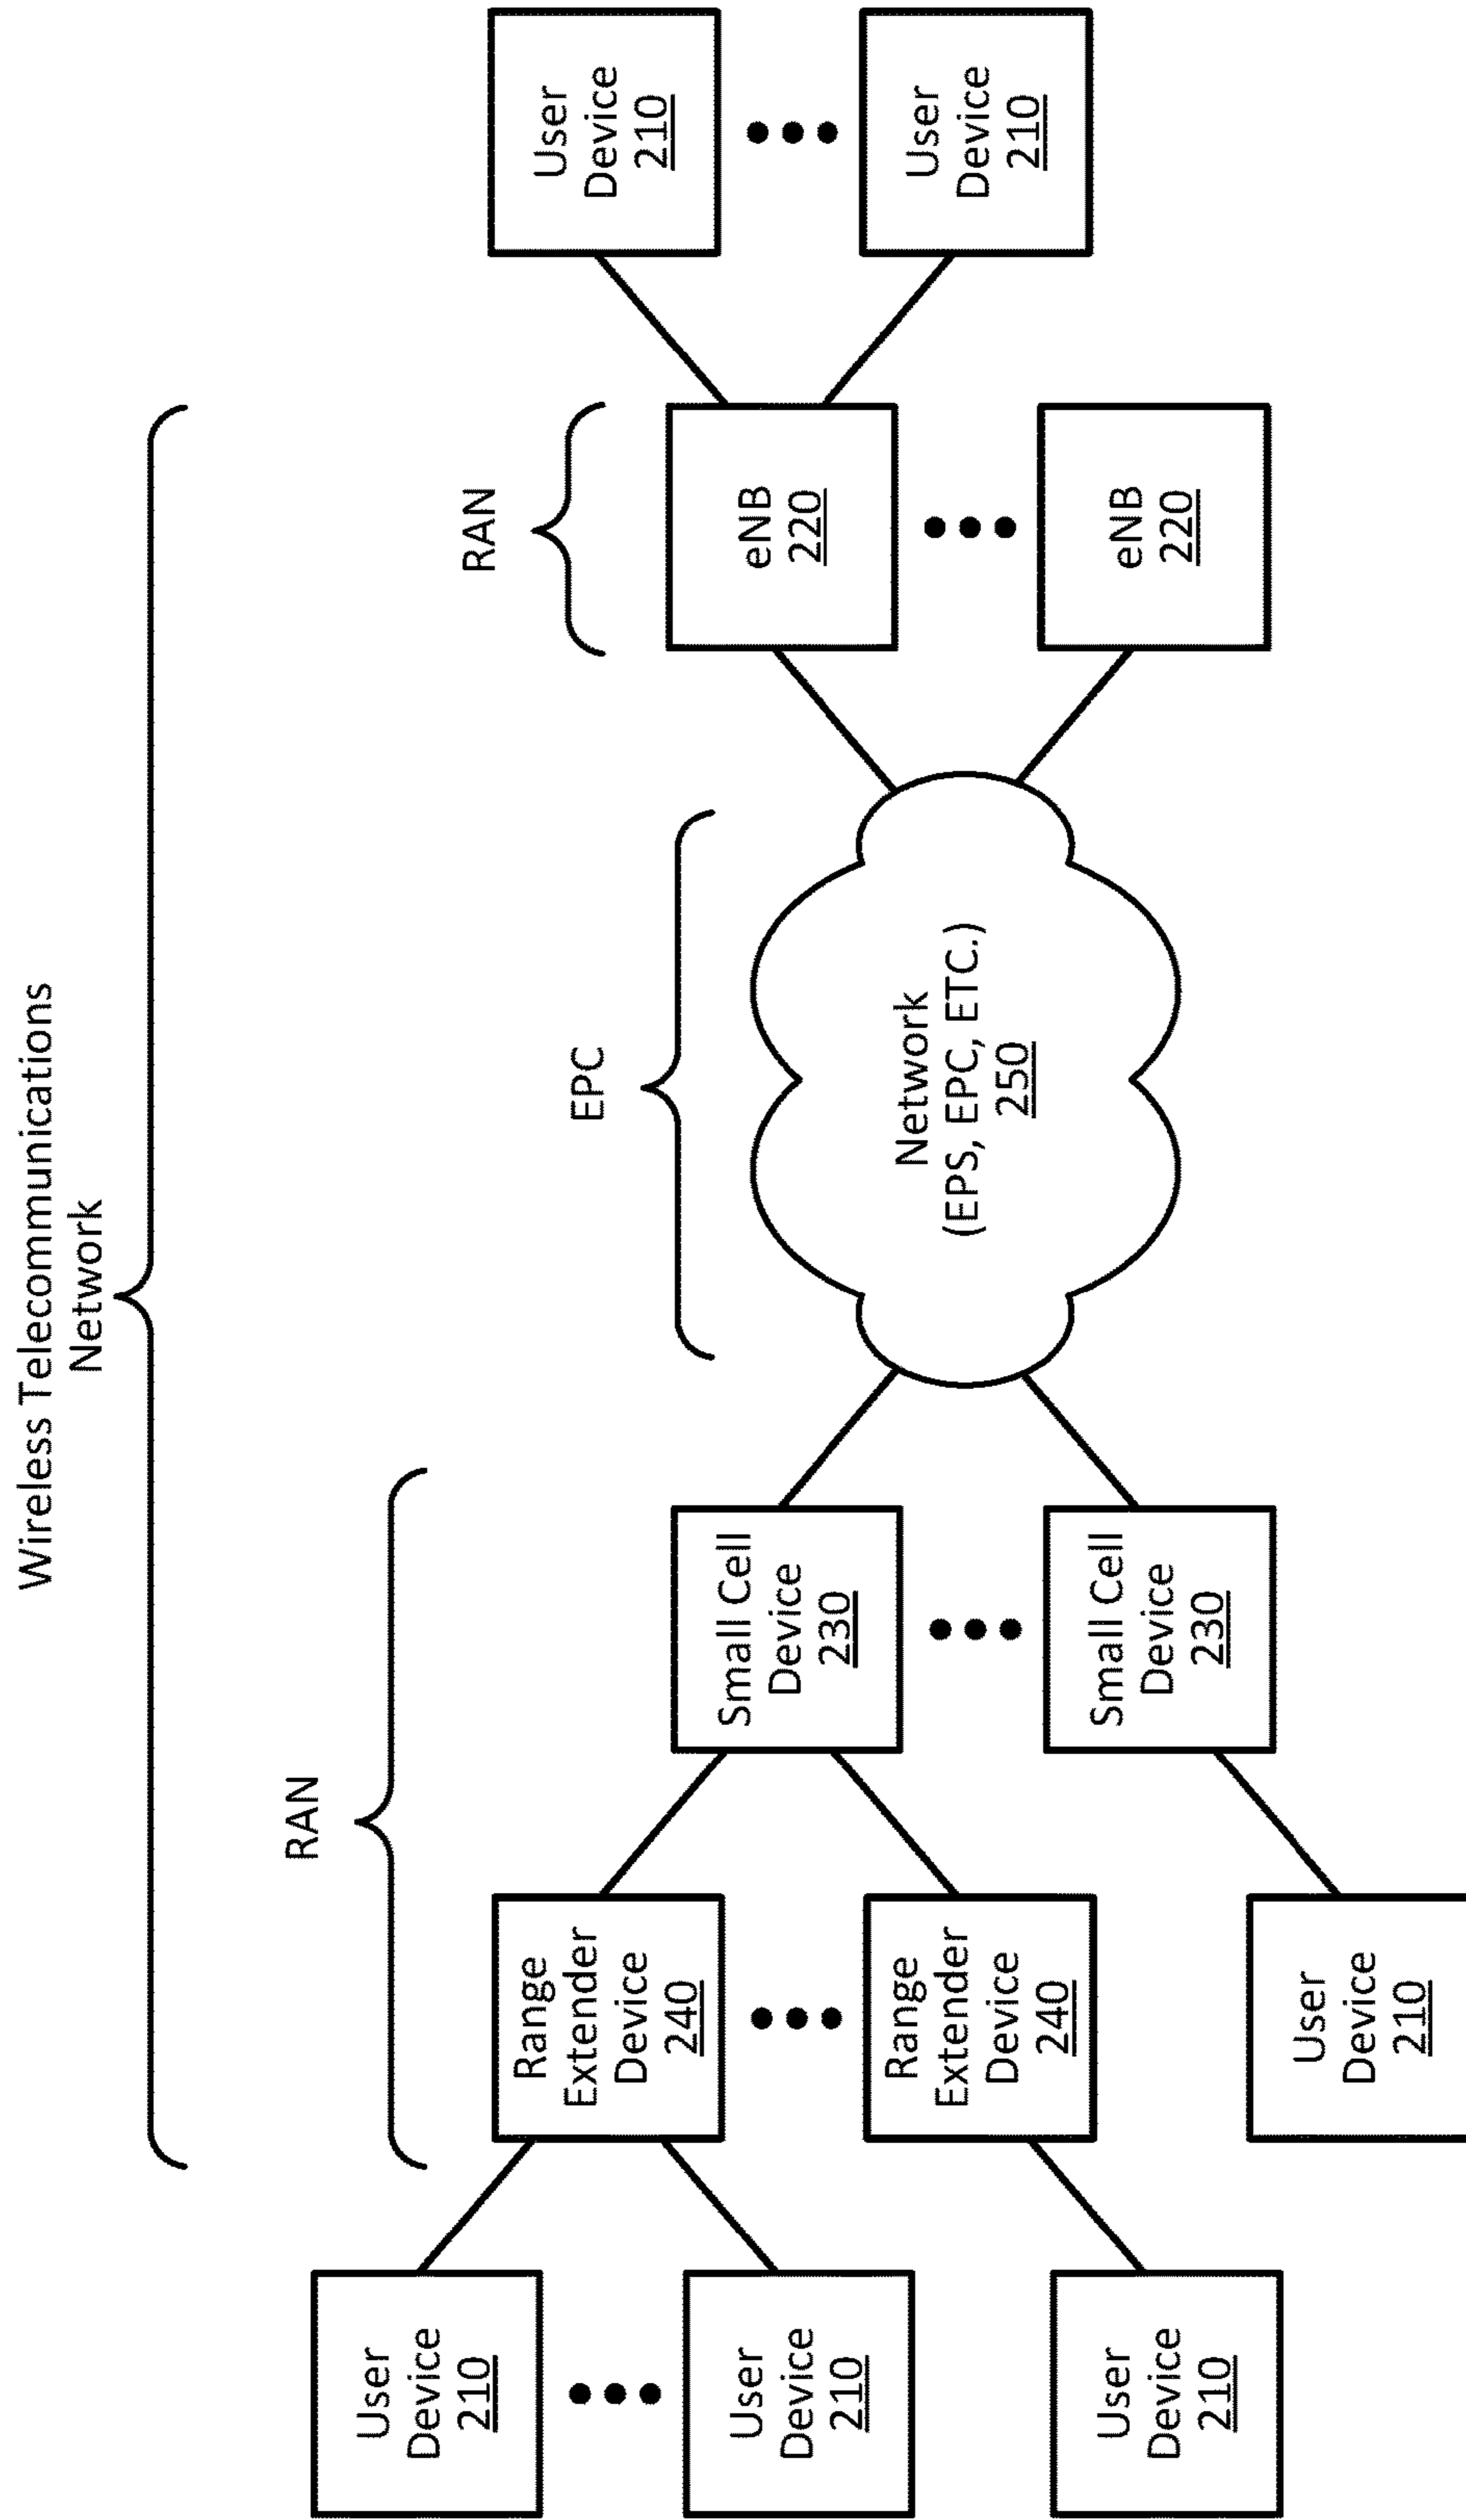 Wireless Telecommunications
Network
RAN
EPC
RAN
User
Device
210
User
Device
210
User
Device
210
Range
Extender
Device
240
Range
Extender
Device
240
User
Device
210
Small Cell
Device
230
Small Cell
Device
230
Network
(EPS, EPC, ETC.)
250
eNB
220
eNB
220
User
Device
210
User
Device
210